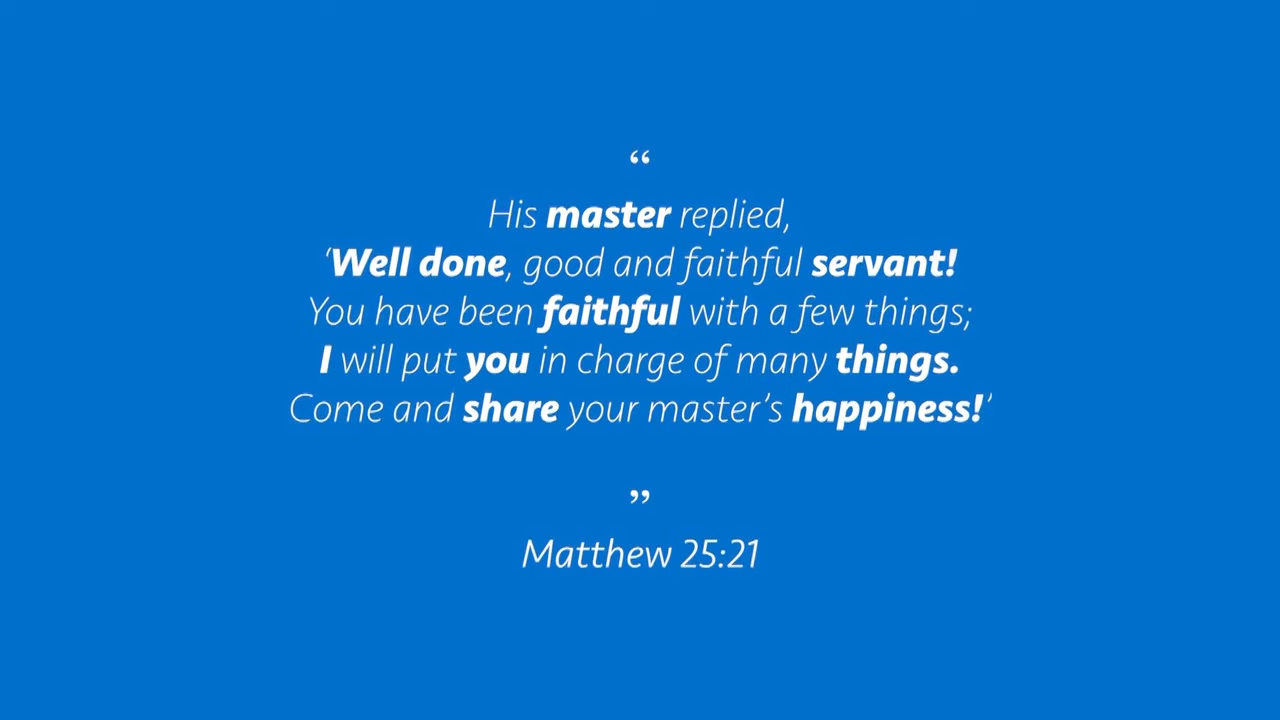 “
His master replied,
‘Well done, good and faithful servant!
You have been faithful with a few things;
I will put you in charge of many things.
Come and share your master’s happiness!’
”
Matthew 25:21